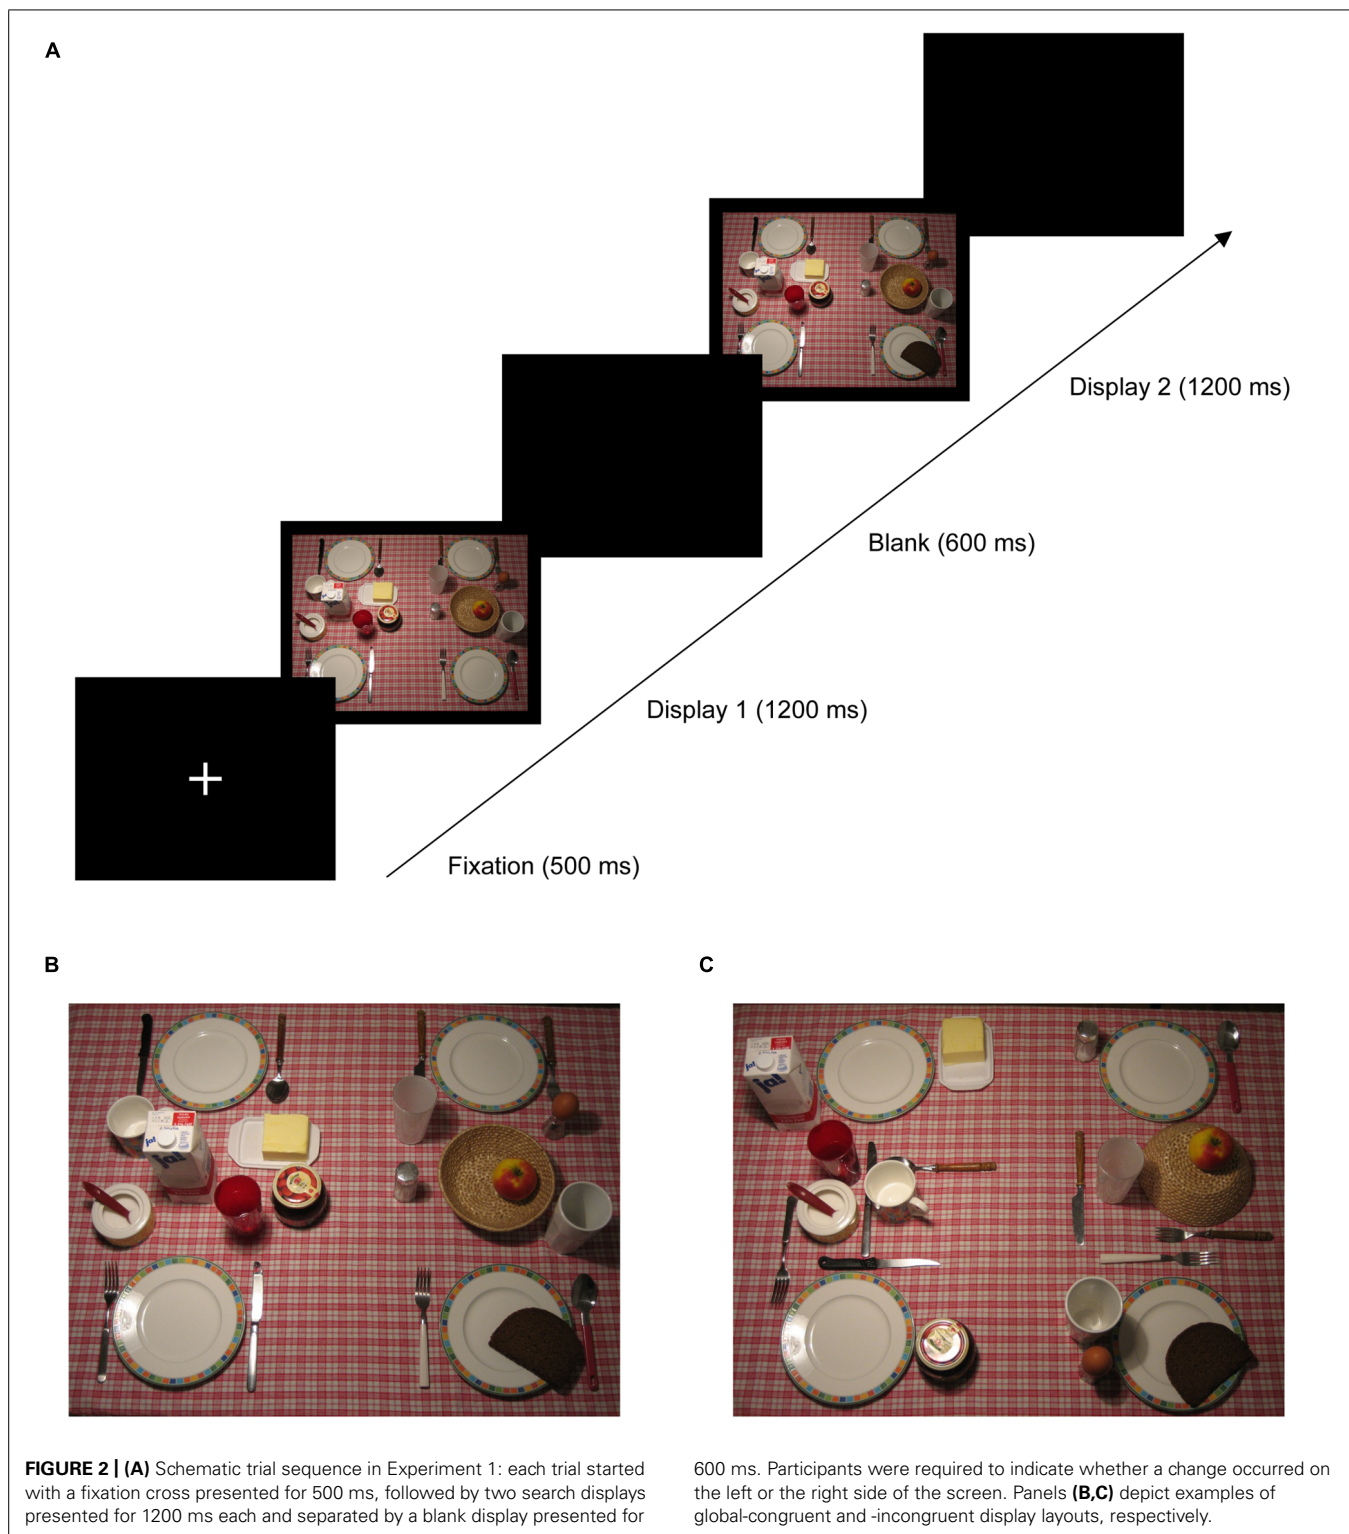 A
Display 2 (1200 ms)
Blank (600 ms)
Display 1 (1200 ms)
Fixation (500 ms)
B
C
ja!
ja!
FIGURE 2 | (A) Schematic trial sequence in Experiment 1: each trial started
with a fixation cross presented for 500 ms, followed by two search displays
presented for 1200 ms each and separated by a blank display presented for
600 ms. Participants were required to indicate whether a change occurred on
the left or the right side of the screen. Panels (B,C) depict examples of
global-congruent and -incongruent display layouts, respectively.